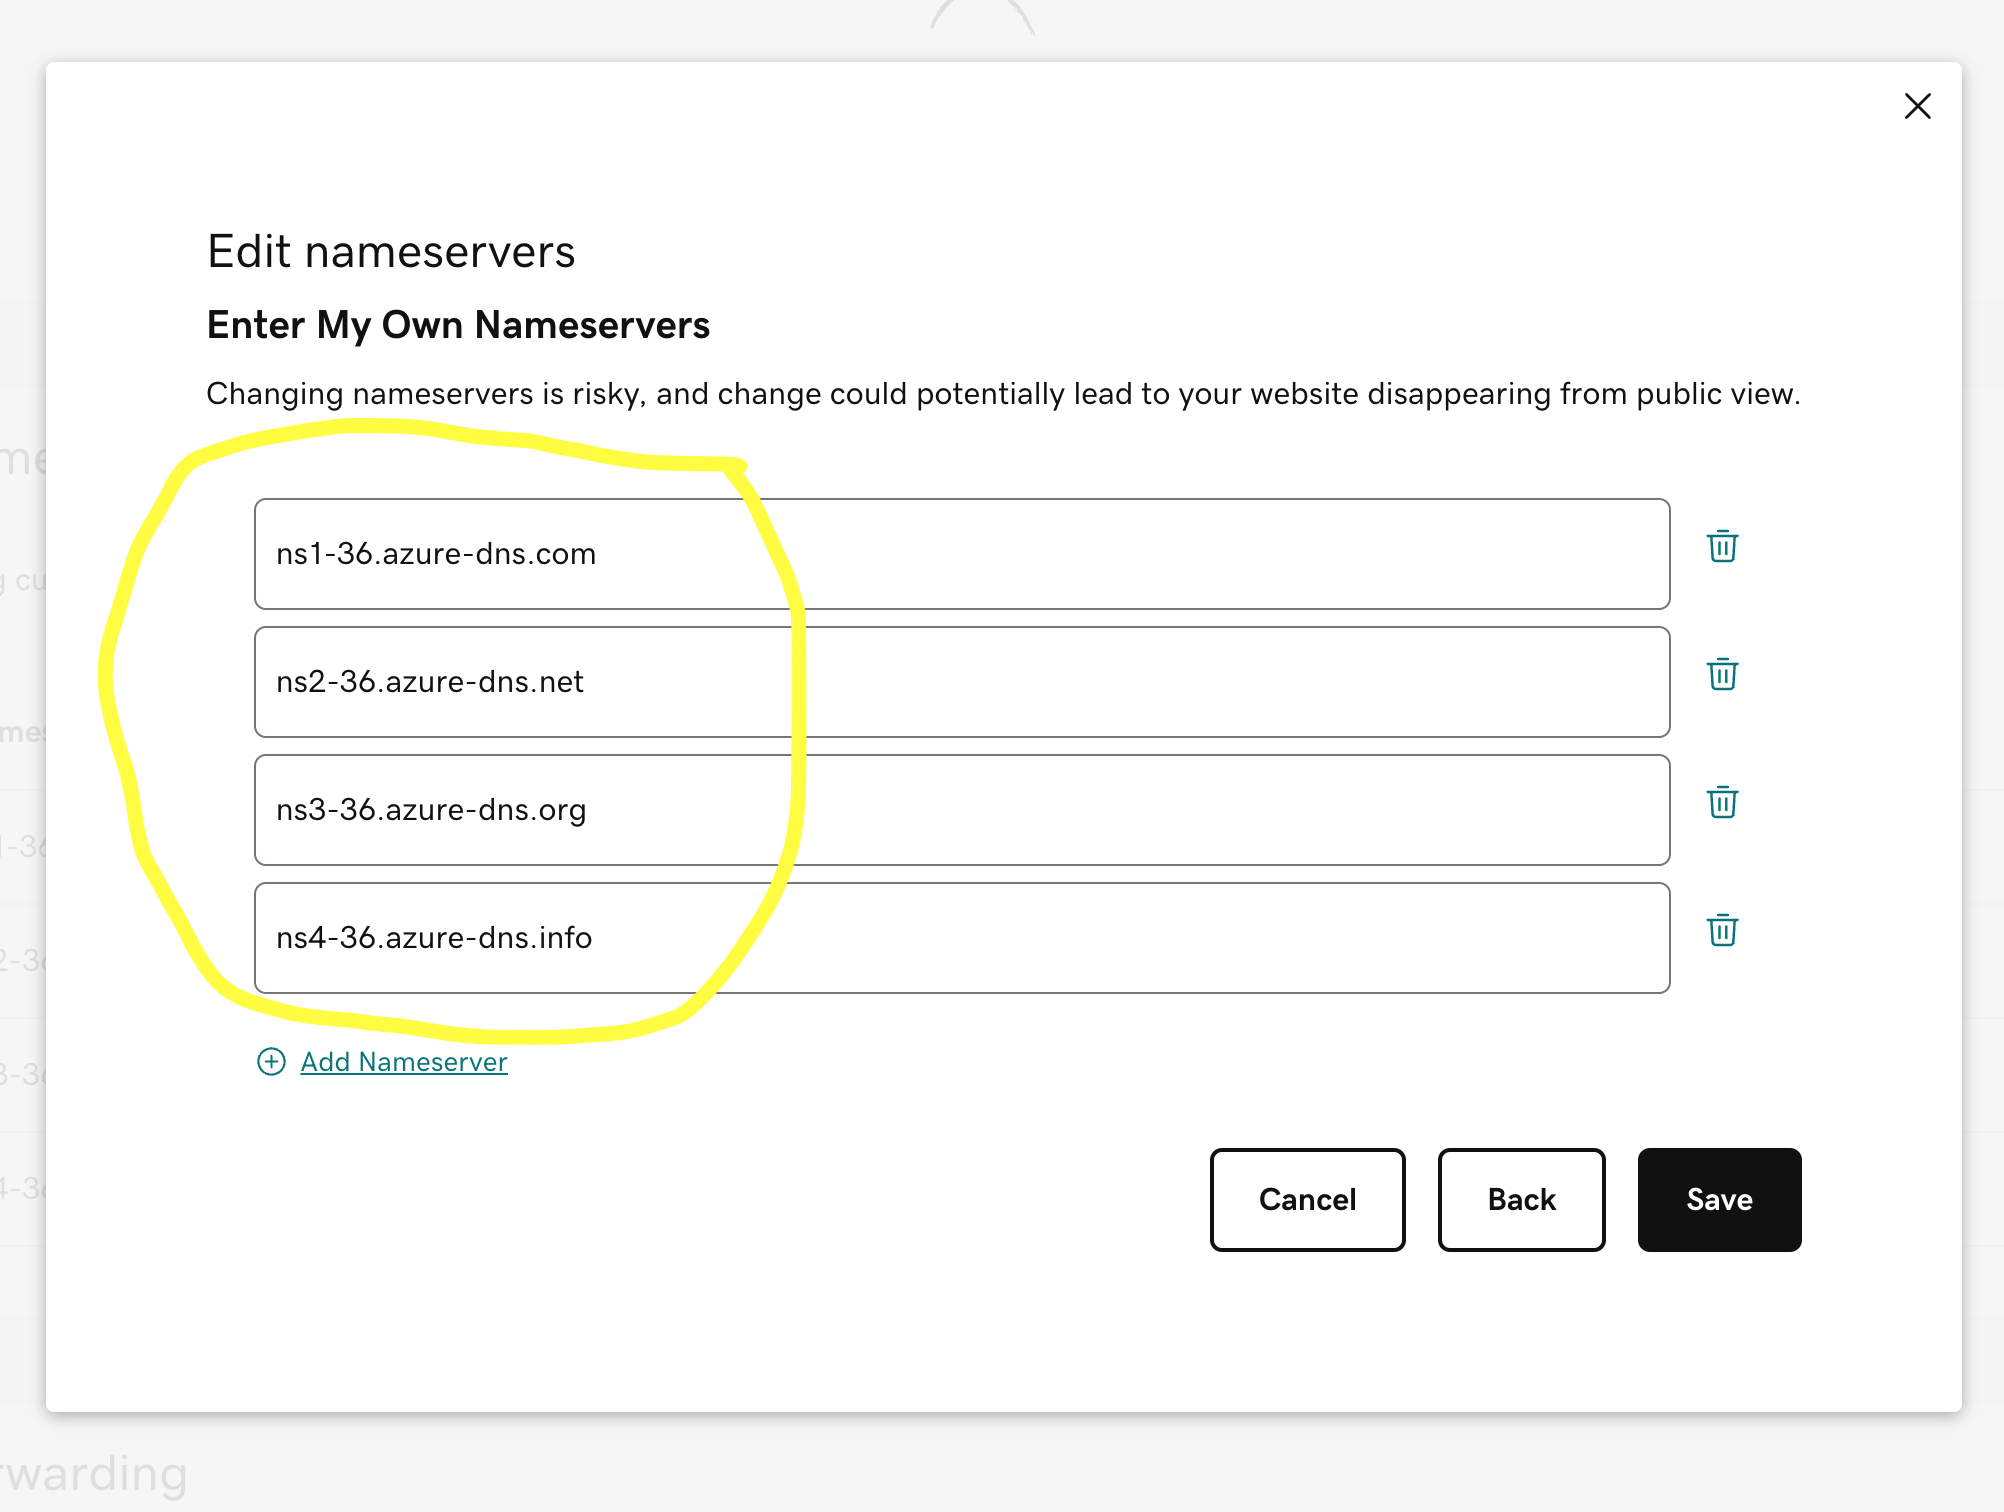 Edit nameservers
Enter My Own Nameservers
Changing nameservers is risky, and change could potentially lead to your website disappearing from public view.
ns1-36.azure-dns.com
ns2-36.azure-dns.net
ns3-36.azure-dns.org
ns4-36.azure-dns.info
Add Nameserver
Cancel
Back
Save